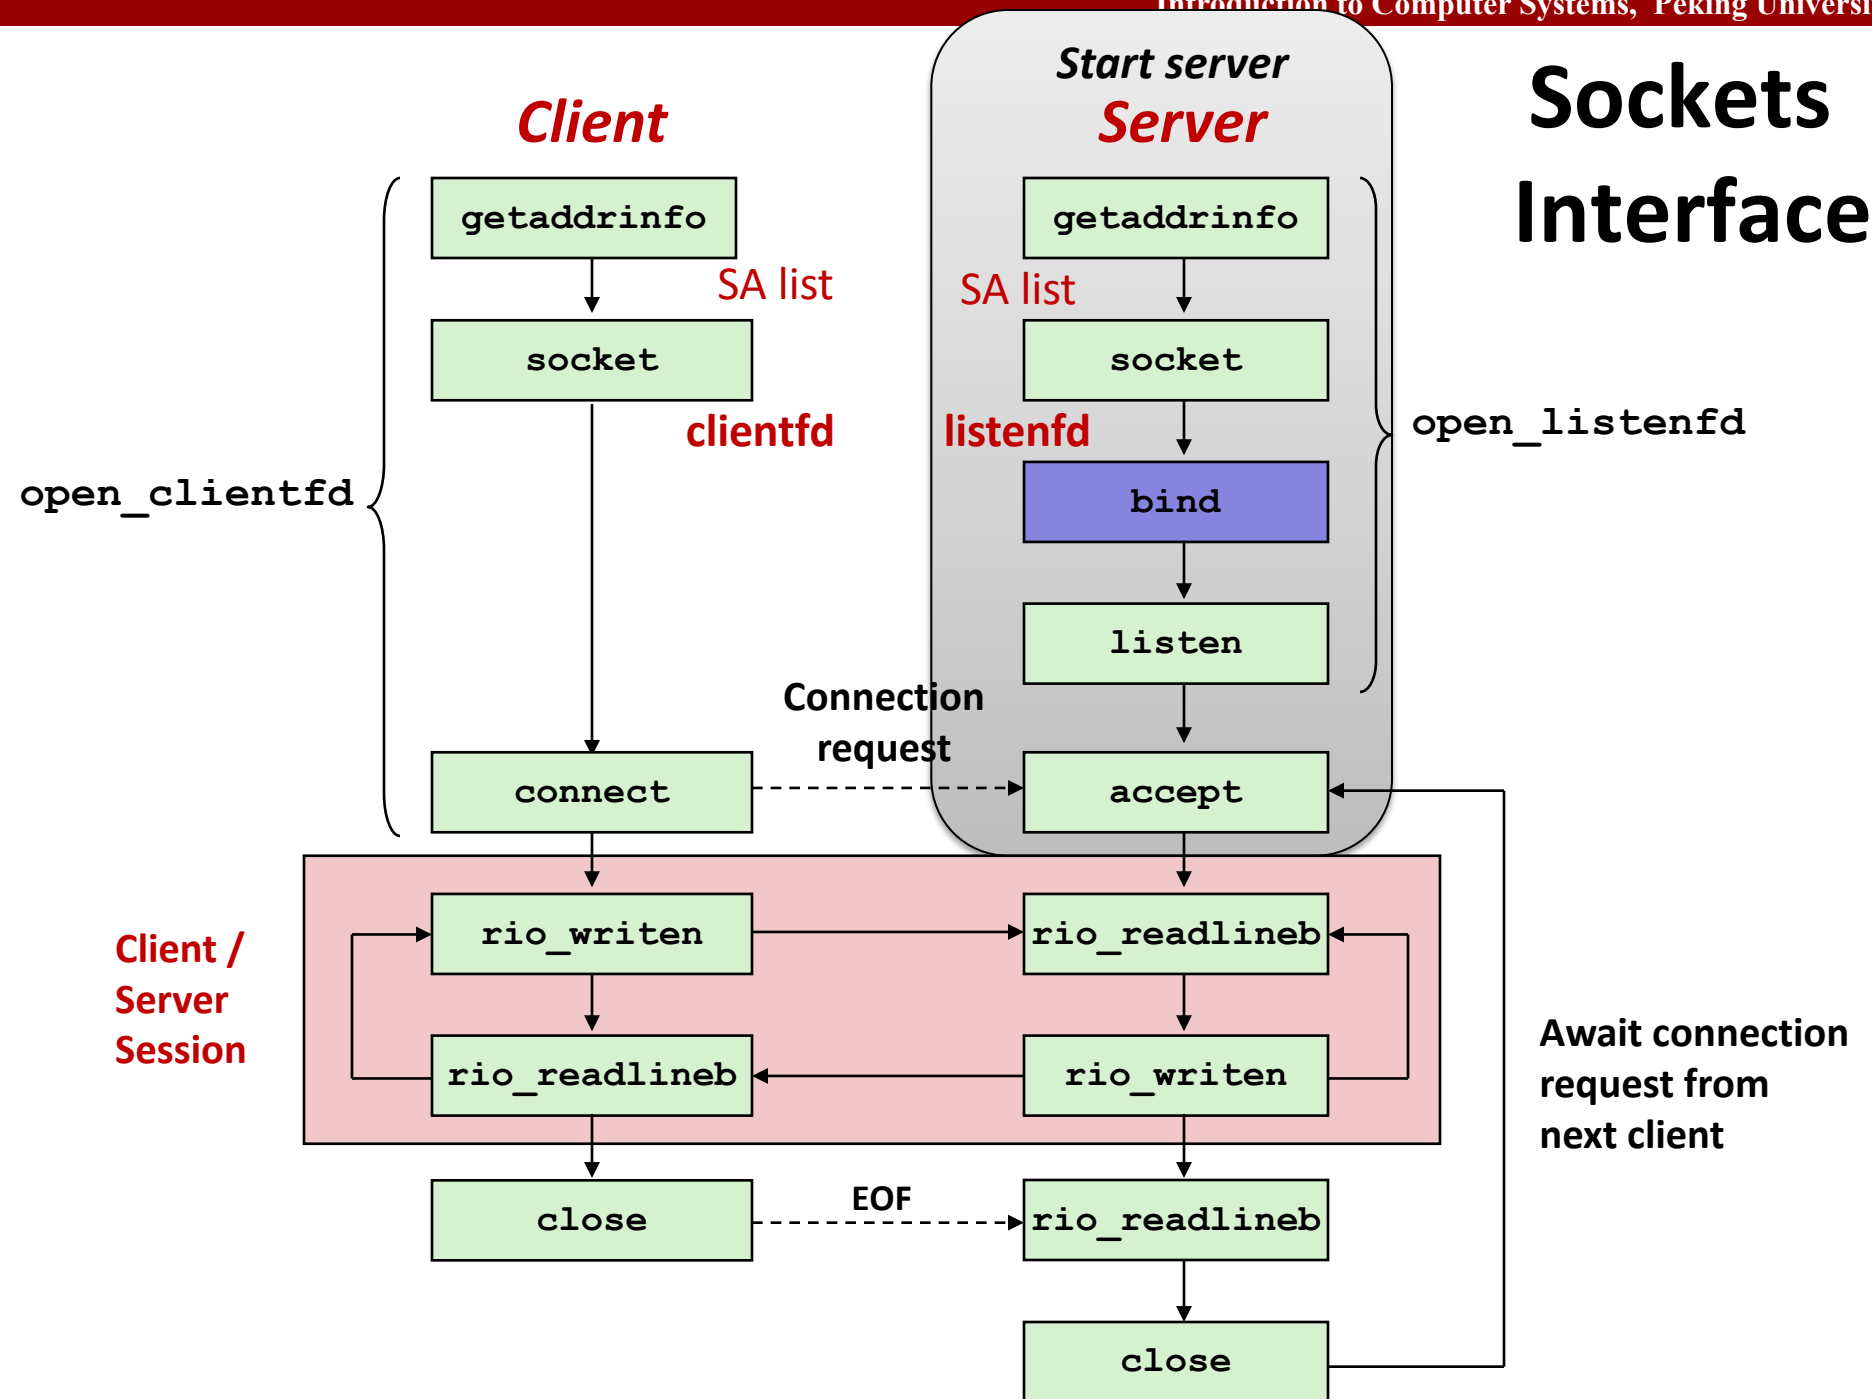 Introduction to Computer Systems, Peking Universi
Sockets
Interface
Start server
Client
Server
getaddrinfo
getaddrinfo
SA list
SA list
socket
socket
clientfd
listenfd
open_listenfd
open_clientfd
bind
listen
Connection
request
connect
accept
Client /
Server
Session
rio_writen
rio_readlineb
rio_readlineb
rio_writen
Await connection
request from
next client
close
EOF
rio_readlineb
close